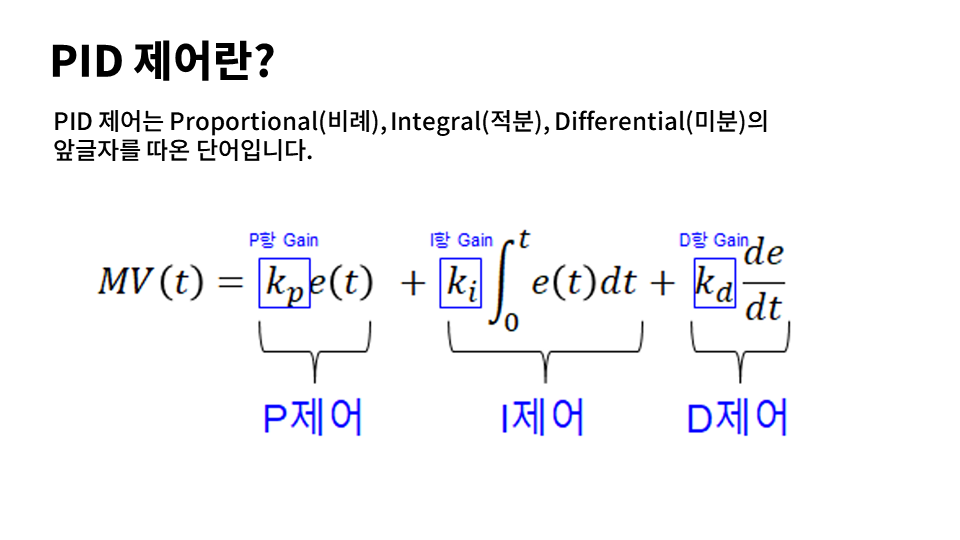 PID 제어란?
PID 제어는 Proportional(비례), Integral(적분), Differential(미분)의
앞글자를 따온 단어입니다.
P항 Gain I항 Gain D항 Gain
MV(t) = k_p e(t) + k_i ∫_0^t e(t)dt + k_d de/dt
P제어 I제어 D제어